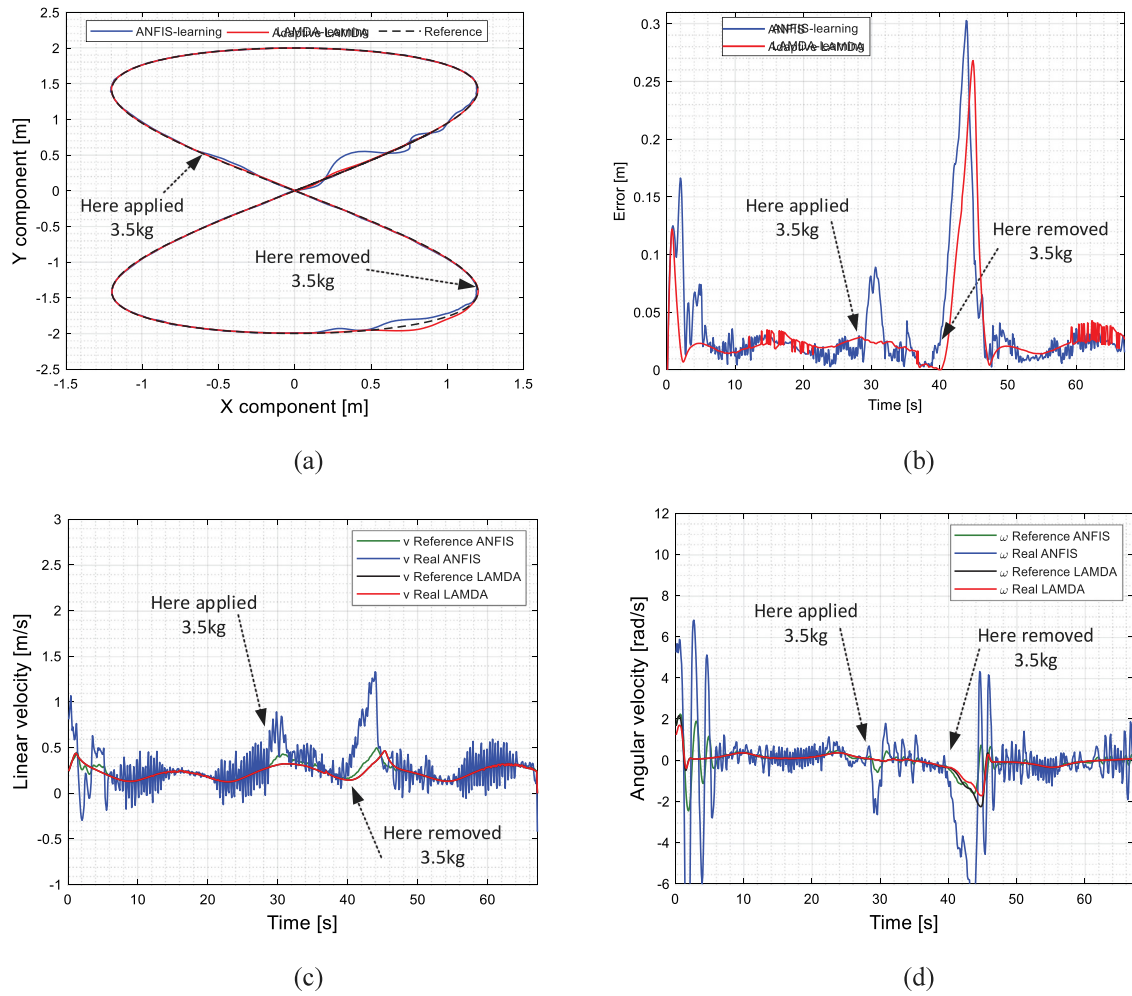 ANFIS-learning
Reference
2.5
2
1.5
1
0.5
0
-0.5
-1
-1.5
-2
-2.5
Y component [m]
Here applied
3.5kg
Here removed
3.5kg
-1.5 -1 -0.5 0 0.5 1 1.5
X component [m]
(a)
0.3
0.25
0.2
0.15
0.1
0.05
0
Error [m]
Here applied
3.5kg
Here removed
3.5kg
0 10 20 30 40 50 60
Time [s]
(b)
3
2.5
2
1.5
1
0.5
0
-0.5
-1
Linear velocity [m/s]
v Reference ANFIS
v Real ANFIS
v Reference LAMDA
v Real LAMDA
Here applied
3.5kg
Here removed
3.5kg
0 10 20 30 40 50 60
Time [s]
(c)
12
10
8
6
4
2
0
-2
-4
-6
Angular velocity [rad/s]
ω Reference ANFIS
ω Real ANFIS
ω Reference LAMDA
ω Real LAMDA
Here applied
3.5kg
Here removed
3.5kg
0 10 20 30 40 50 60
Time [s]
(d)